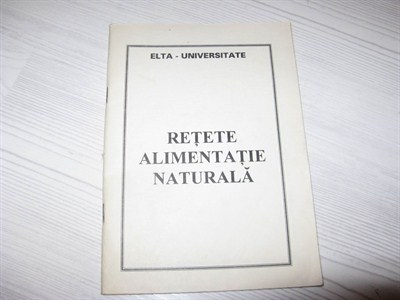 ELTA - UNIVERSITATE
REȚETE
ALIMENTAȚIE
NATURALĂ